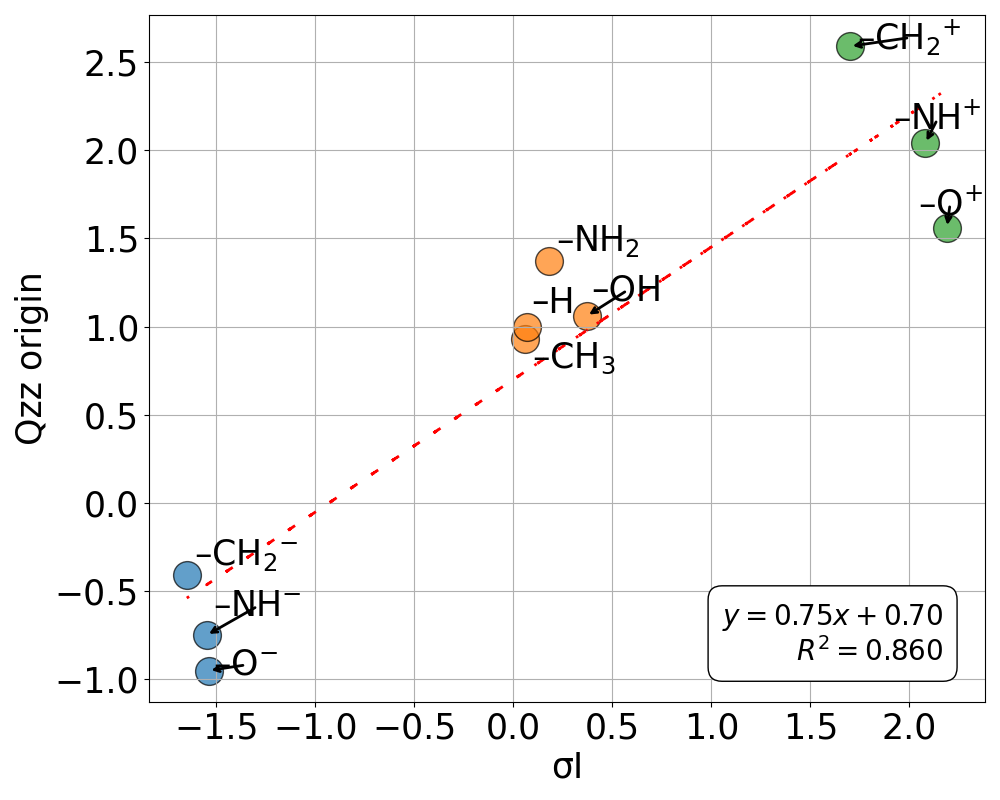 2.5
2.0
1.5
1.0
0.5
0.0
−0.5
−1.0
Qzz origin
–CH₂⁺
–NH⁺
–O⁺
–NH₂
–OH
–H
–CH₃
–CH₂⁻
–NH⁻
–O⁻
y = 0.75x + 0.70
R² = 0.860
−1.5 −1.0 −0.5 0.0 0.5 1.0 1.5 2.0
σI